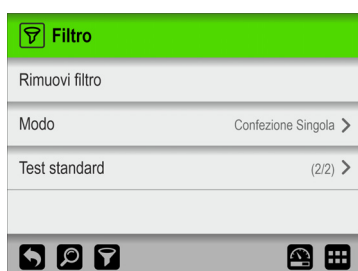 Filtro
Rimuovi filtro
Modo Confezione Singola
Test standard (2/2)